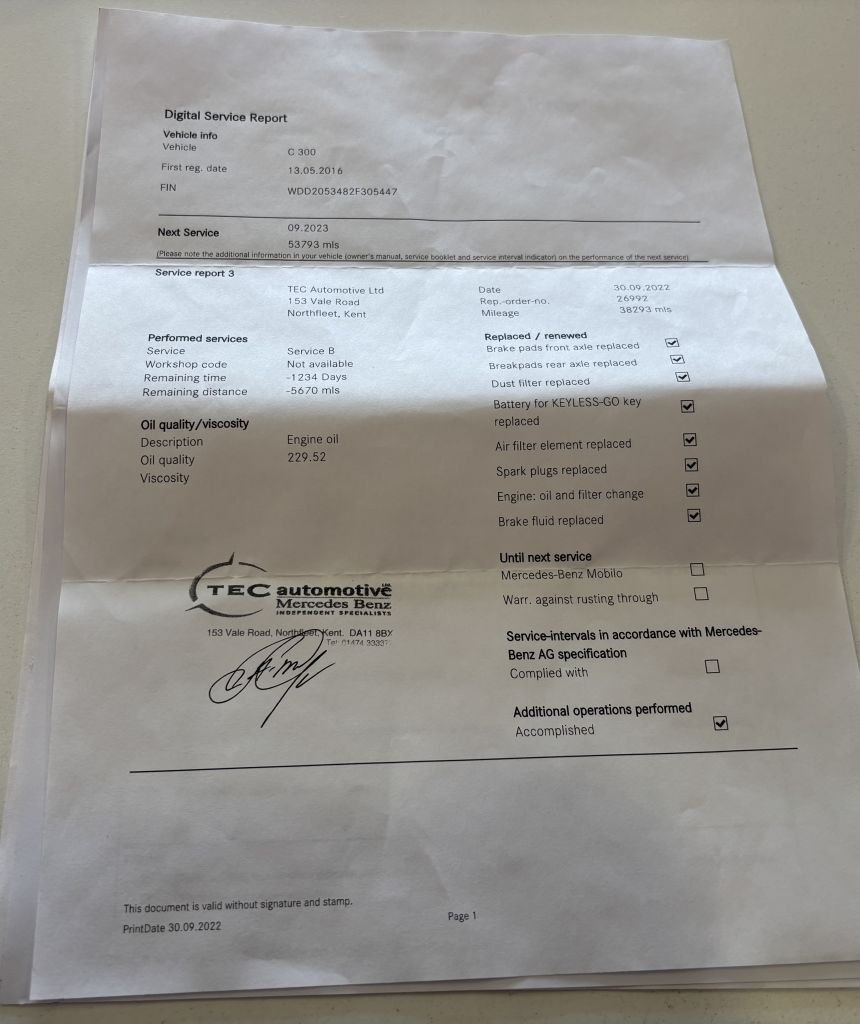 Digital Service Report
Vehicle info
Vehicle C 300
First reg. date 13.05.2016
FIN WDD2053482F305447
Next Service 09.2023
53793 mls
(Please note the additional information in your vehicle (owner's manual, service booklet and service interval indicator) on the performance of the next service)
Service report 3
TEC Automotive Ltd
153 Vale Road
Northfleet, Kent
Date 30.09.2022
Rep.-order-no. 26992
Mileage 38293 mls
Performed services
Service Service B
Workshop code Not available
Remaining time -1234 Days
Remaining distance -5670 mls
Oil quality/viscosity
Description Engine oil
Oil quality 229.52
Viscosity
Replaced / renewed
Brake pads front axle replaced
Breakpads rear axle replaced
Dust filter replaced
Battery for KEYLESS-GO key
replaced
Air filter element replaced
Spark plugs replaced
Engine: oil and filter change
Brake fluid replaced
Until next service
Mercedes-Benz Mobilo
Warr. against rusting through
Service-intervals in accordance with Mercedes-
Benz AG specification
Complied with
Additional operations performed
Accomplished
TEC automotive LTD.
Mercedes Benz
INDEPENDENT SPECIALISTS
153 Vale Road, Northfleet, Kent. DA11 8BY
Tel: 01474
This document is valid without signature and stamp.
PrintDate 30.09.2022
Page 1